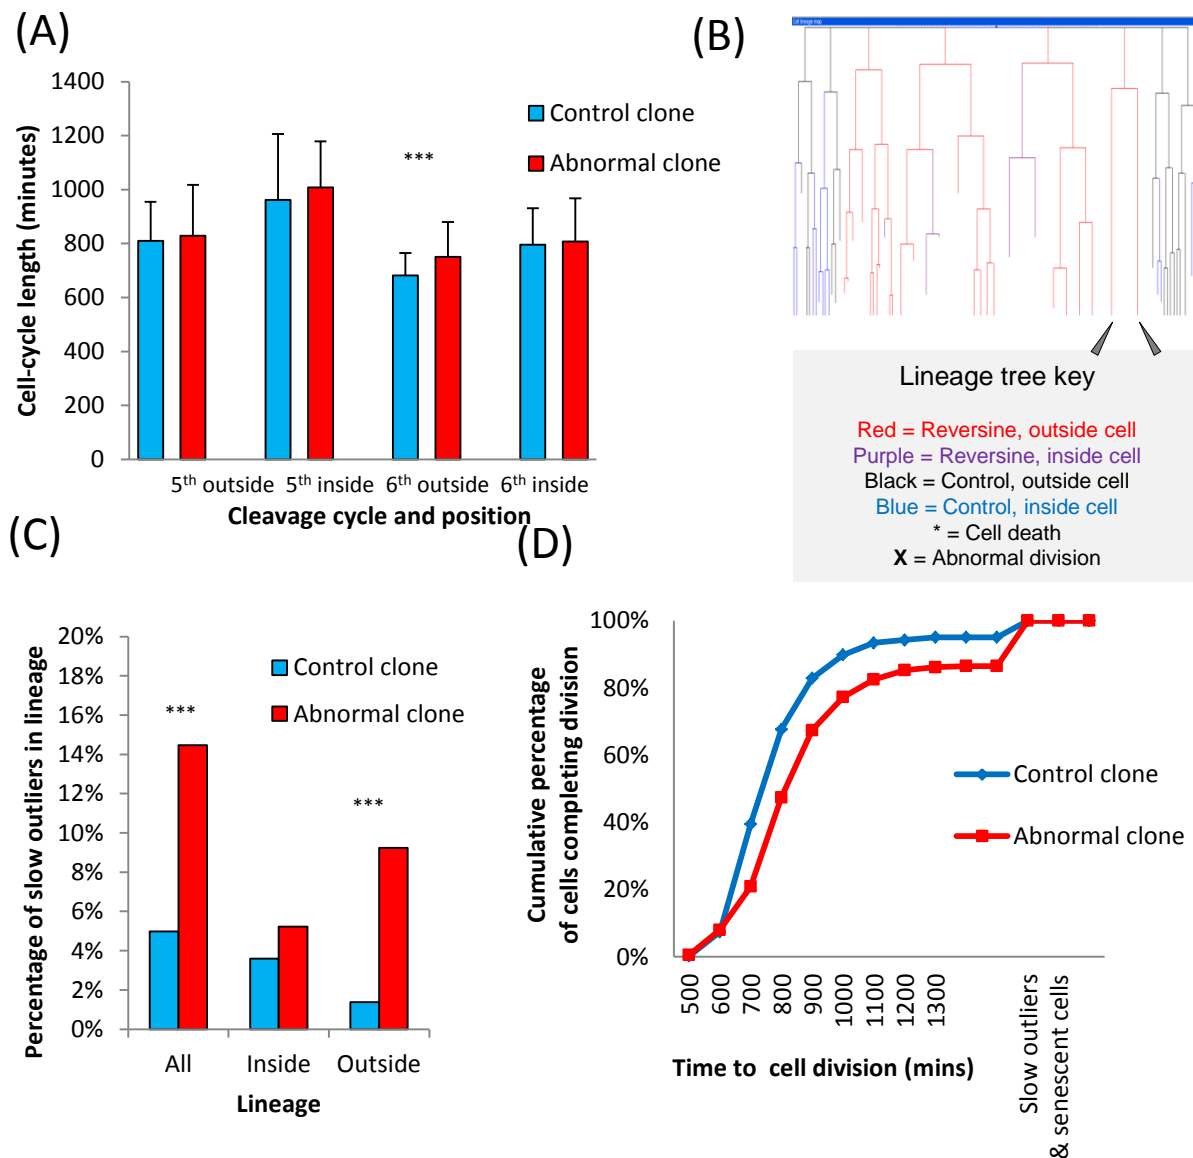 (A)
1400
1200
1000
800
600
400
200
0
Cell-cycle length (minutes)
Control clone
Abnormal clone
***
5th outside 5th inside 6th outside 6th inside
Cleavage cycle and position
(B)
Cell lineage map
Lineage tree key
Red = Reversine, outside cell
Purple = Reversine, inside cell
Black = Control, outside cell
Blue = Control, inside cell
* = Cell death
X = Abnormal division
(C)
20%
18%
16%
14%
12%
10%
8%
6%
4%
2%
0%
Percentage of slow outliers in lineage
Control clone
Abnormal clone
***
***
All Inside Outside
Lineage
(D)
100%
80%
60%
40%
20%
0%
Cumulative percentage
of cells completing division
Control clone
Abnormal clone
500
600
700
800
900
1000
1100
1200
1300
Slow outliers
& senescent cells
Time to cell division (mins)